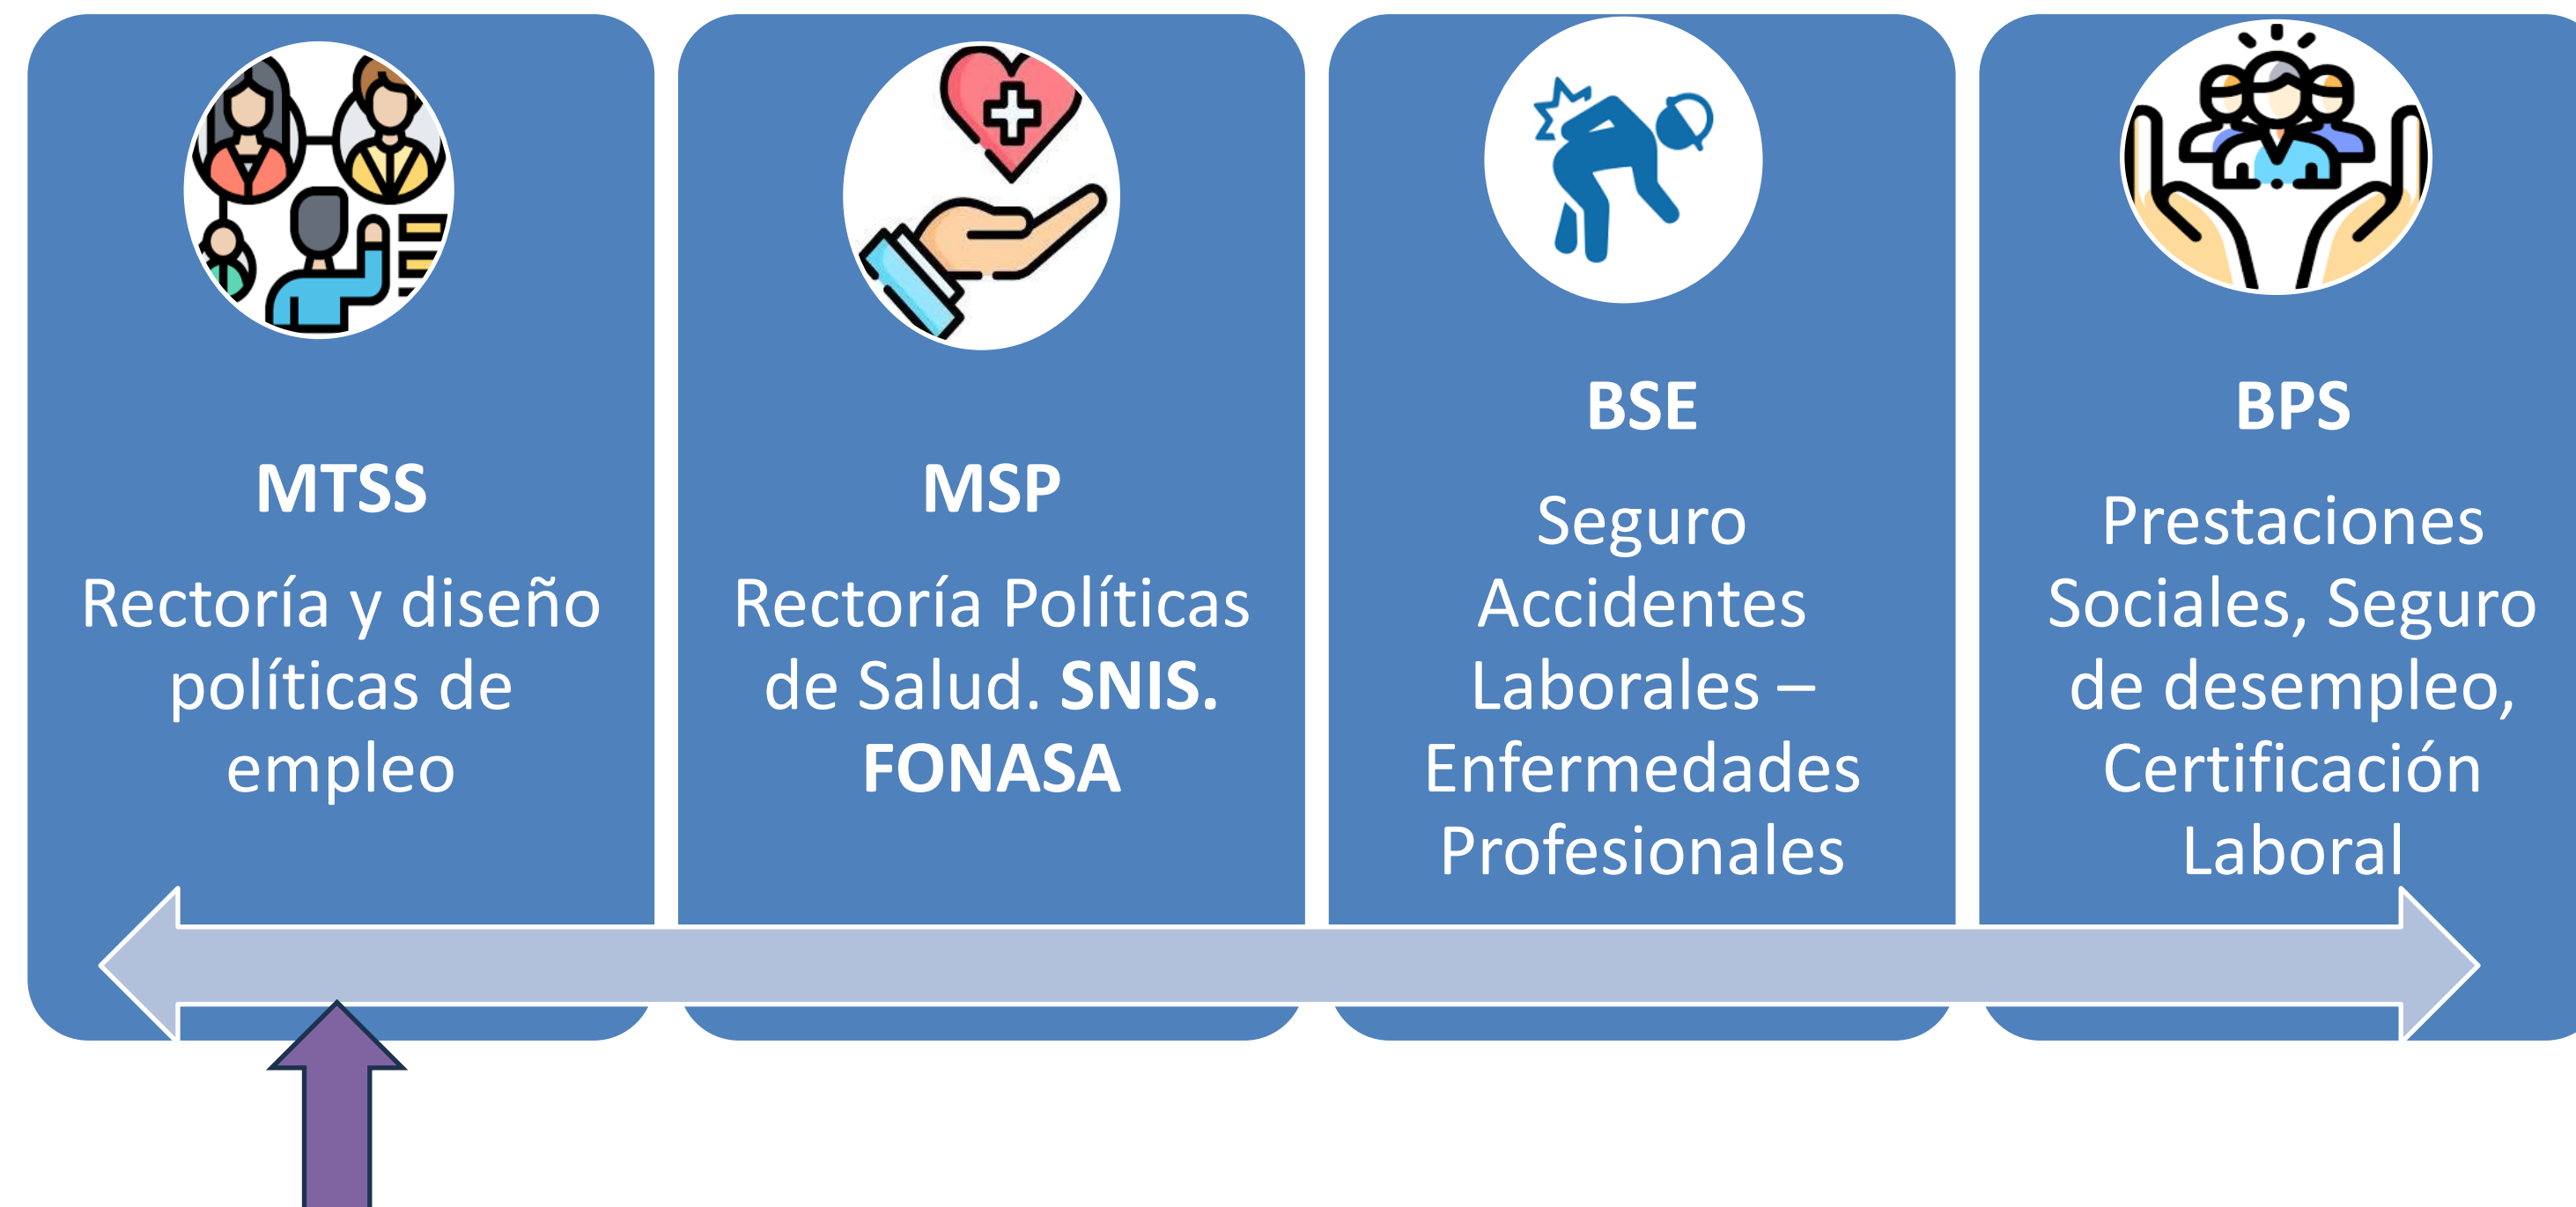 MTSS
Rectoría y diseño
políticas de
empleo
MSP
Rectoría Políticas
de Salud. SNIS.
FONASA
BSE
Seguro
Accidentes
Laborales –
Enfermedades
Profesionales
BPS
Prestaciones
Sociales, Seguro
de desempleo,
Certificación
Laboral